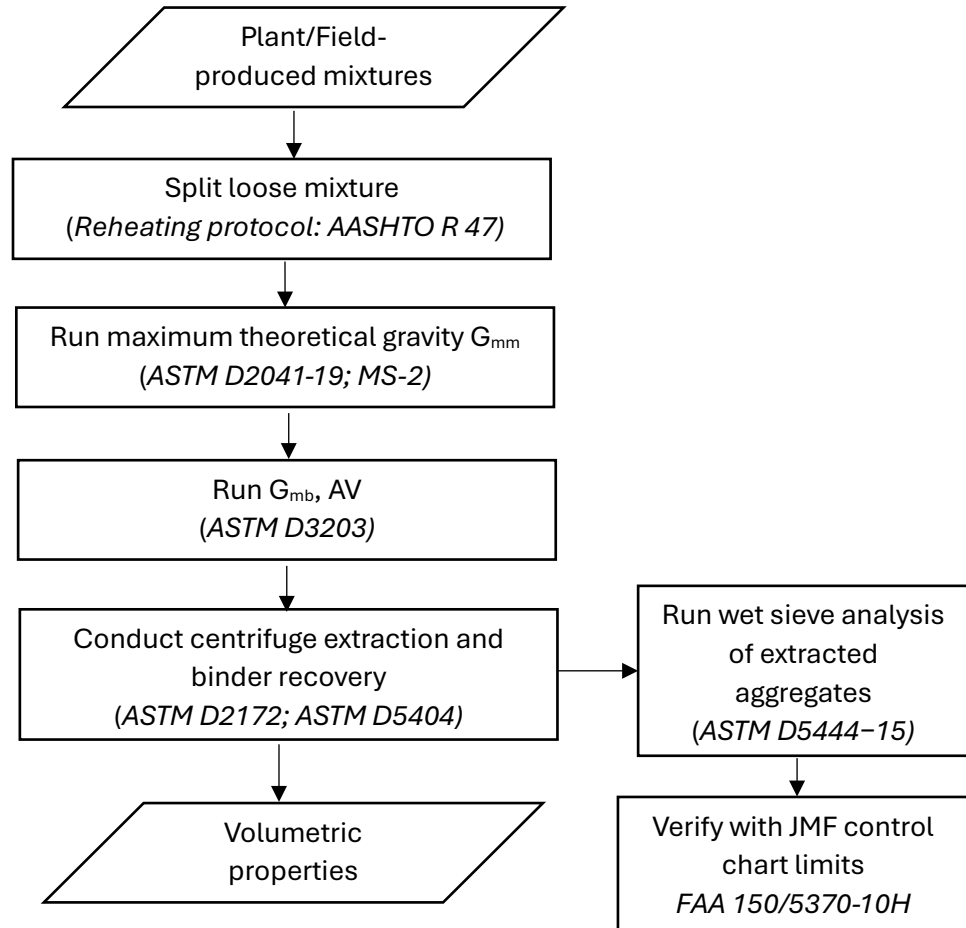 Plant/Field-
produced mixtures
Split loose mixture
(Reheating protocol: AASHTO R 47)
Run maximum theoretical gravity Gmm
(ASTM D2041-19; MS-2)
Run Gmb, AV
(ASTM D3203)
Conduct centrifuge extraction and
binder recovery
(ASTM D2172; ASTM D5404)
Volumetric
properties
Run wet sieve analysis
of extracted
aggregates
(ASTM D5444−15)
Verify with JMF control
chart limits
FAA 150/5370-10H